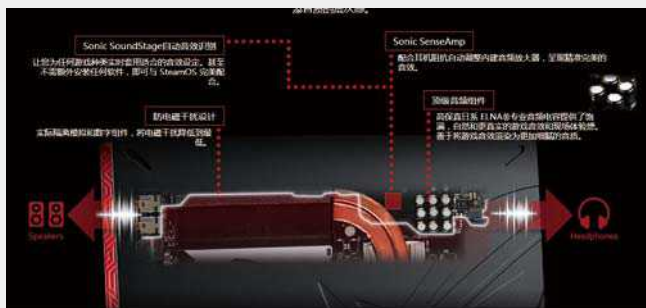 Sonic SoundStage自动音效识别
让您为任何游戏种类实时套用适合的音效设定。甚至
不需额外安装任何软件，即可与 SteamOS 完美配
合。
Sonic SenseAmp
配合耳机阻抗自动调整内建音频放大器，呈现精准完美的
音效。
防电磁干扰设计
实际隔离模拟和数字组件，将电磁干扰降低到最
低。
顶级音频组件
高保真日系 ELNA®专业音频电容提供了饱
满，自然和更真实的游戏音效和现场体验感。
善于将游戏音效渲染为更加细腻的音质。
Speakers
Headphones